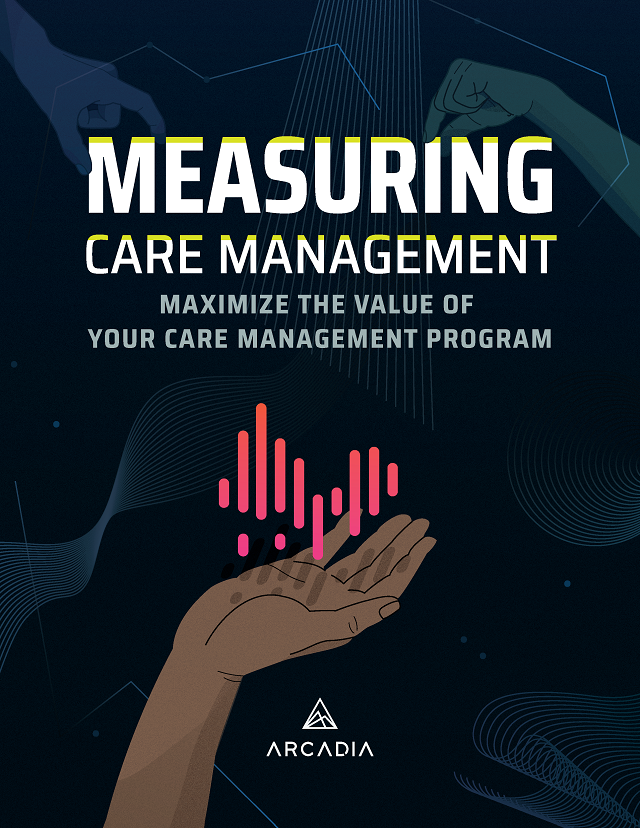 MEASURING
CARE MANAGEMENT
MAXIMIZE THE VALUE OF
YOUR CARE MANAGEMENT PROGRAM
ARCADIA